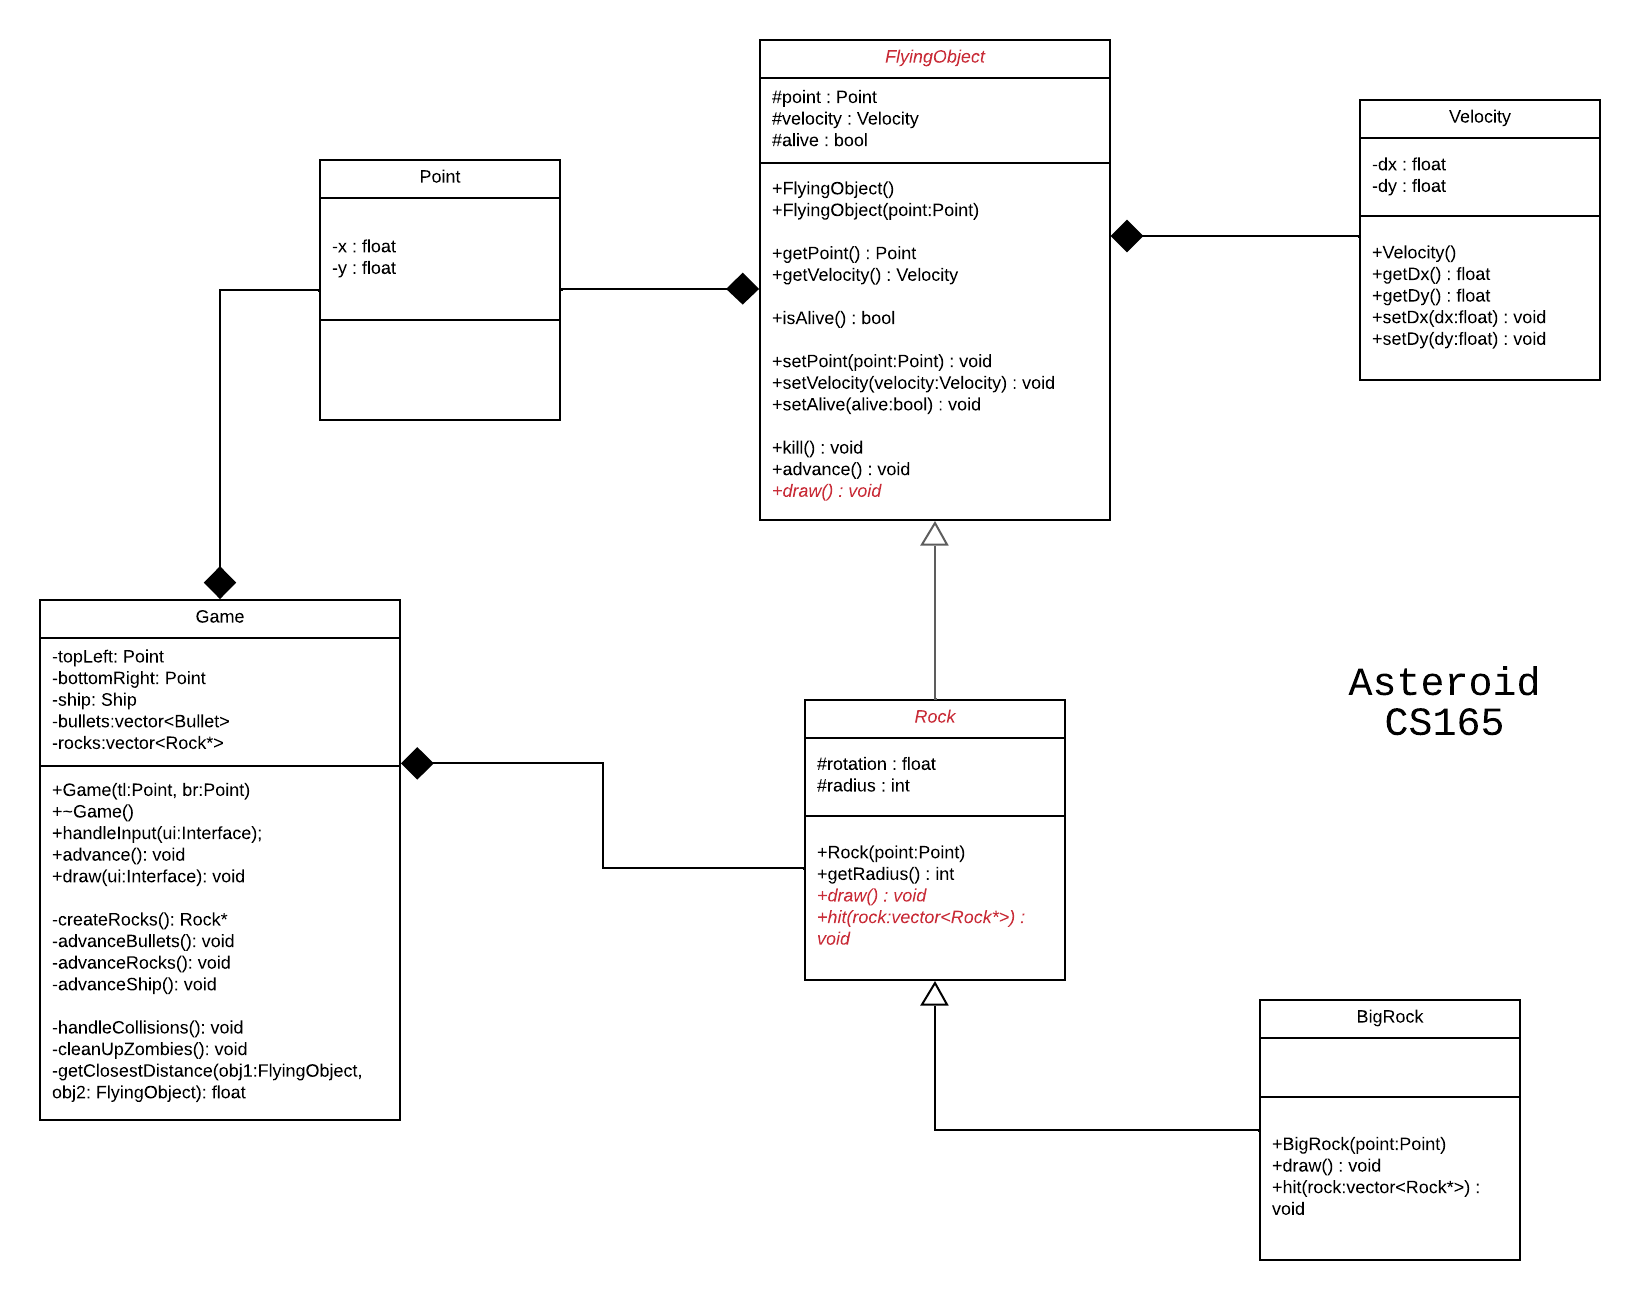 FlyingObject
#point : Point
#velocity : Velocity
#alive : bool
+FlyingObject()
+FlyingObject(point:Point)
+getPoint() : Point
+getVelocity() : Velocity
+isAlive() : bool
+setPoint(point:Point) : void
+setVelocity(velocity:Velocity) : void
+setAlive(alive:bool) : void
+kill() : void
+advance() : void
+draw() : void
Velocity
-dx : float
-dy : float
+Velocity()
+getDx() : float
+getDy() : float
+setDx(dx:float) : void
+setDy(dy:float) : void
Point
-x : float
-y : float
Game
-topLeft: Point
-bottomRight: Point
-ship: Ship
-bullets:vector<Bullet>
-rocks:vector<Rock*>
+Game(tl:Point, br:Point)
+~Game()
+handleInput(ui:Interface);
+advance(): void
+draw(ui:Interface): void
-createRocks(): Rock*
-advanceBullets(): void
-advanceRocks(): void
-advanceShip(): void
-handleCollisions(): void
-cleanUpZombies(): void
-getClosestDistance(obj1:FlyingObject,
obj2: FlyingObject): float
Rock
#rotation : float
#radius : int
+Rock(point:Point)
+getRadius() : int
+draw() : void
+hit(rock:vector<Rock*>) :
void
Asteroid
CS165
BigRock
+BigRock(point:Point)
+draw() : void
+hit(rock:vector<Rock*>) :
void